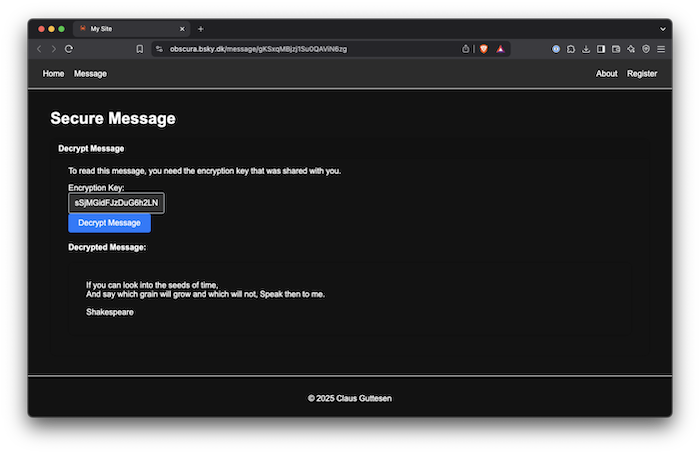 My Site
obscura.bsky.dk/message/gKSxqMBjzj1Su0QAViN6zg
Home Message About Register
Secure Message
Decrypt Message
To read this message, you need the encryption key that was shared with you.
Encryption Key:
sSjMGidFJzDuG6h2LN
Decrypt Message
Decrypted Message:
If you can look into the seeds of time,
And say which grain will grow and which will not, Speak then to me.
Shakespeare
© 2025 Claus Guttesen